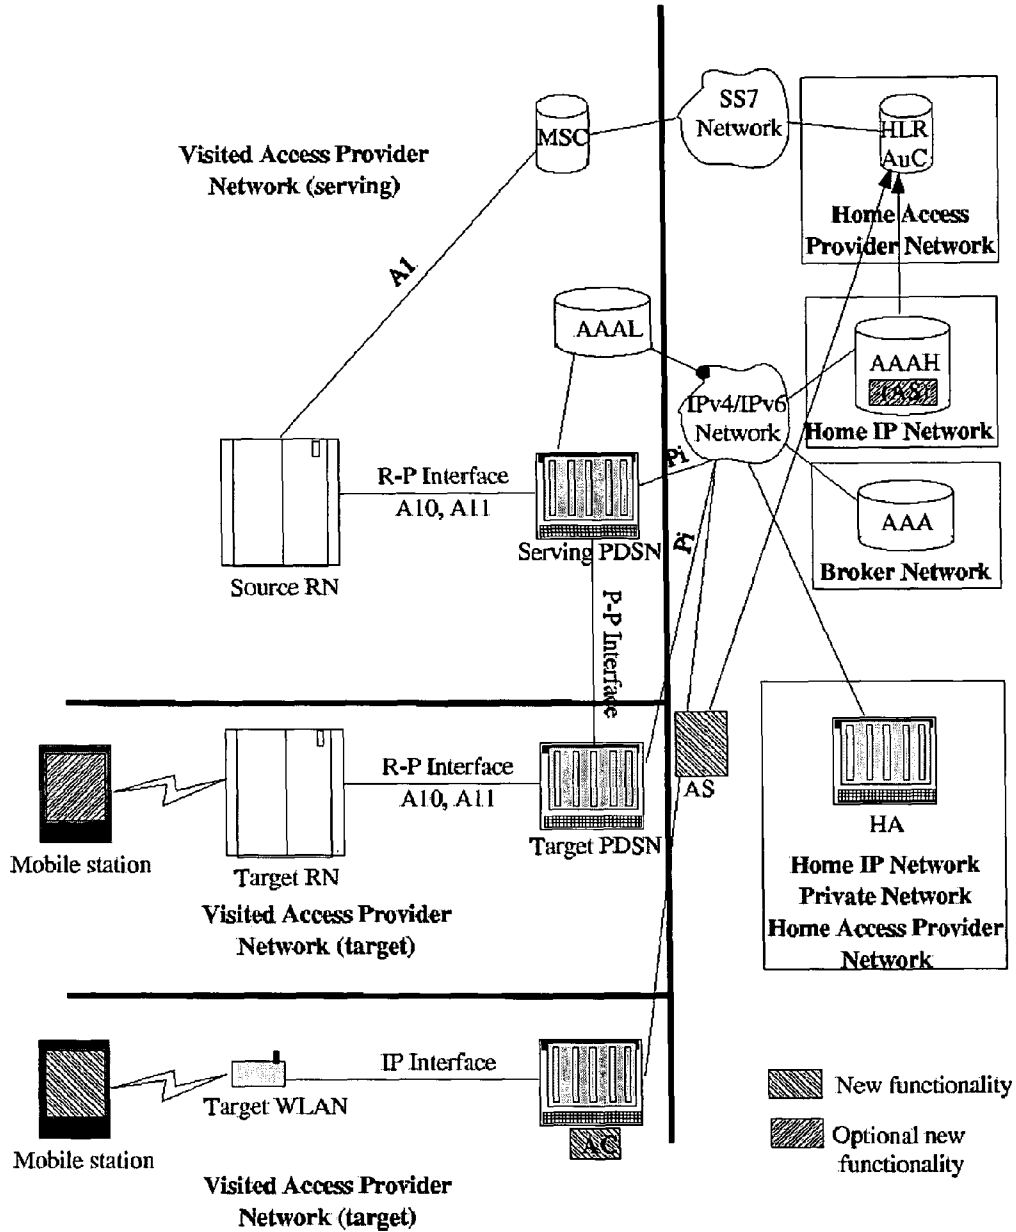 SS7
Network
MSC
HLR
AuC
Visited Access Provider
Network (serving)
Home Access
Provider Network
A1
AAAL
AAAH
(AS)
IPv4/IPv6
Network
Home IP Network
Pi
R-P Interface
A10, A11
AAA
Pi
Serving PDSN
Source RN
Broker Network
P-P Interface
R-P Interface
A10, A11
AS
HA
Mobile station
Target RN
Target PDSN
Home IP Network
Private Network
Home Access Provider
Network
Visited Access Provider
Network (target)
IP Interface
Target WLAN
New functionality
AC
Optional new
functionality
Mobile station
Visited Access Provider
Network (target)